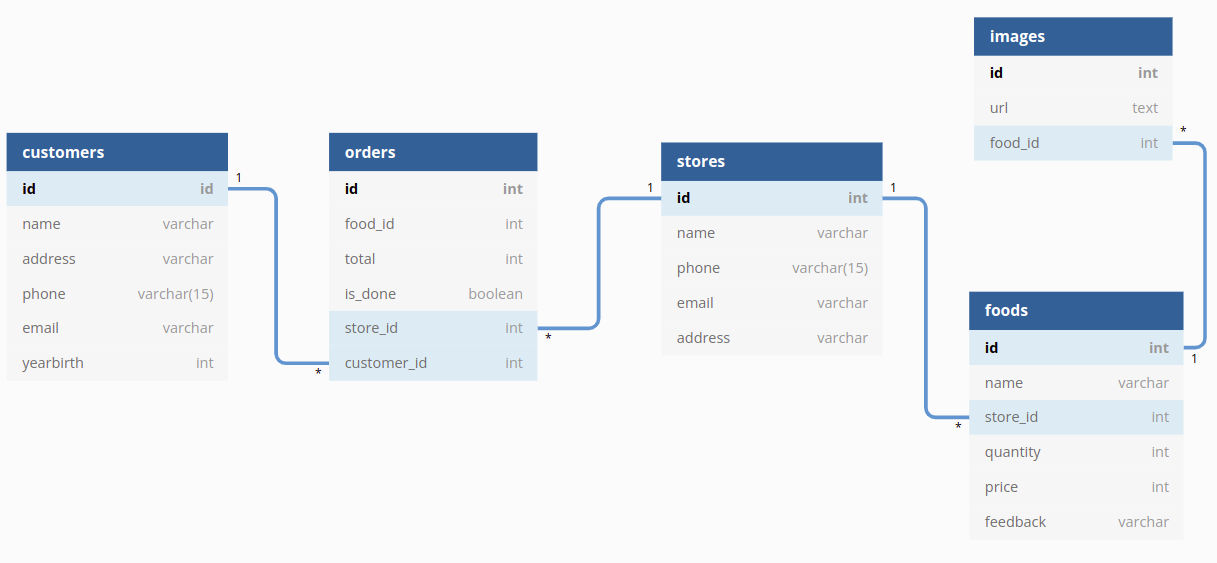 customers
id id
name varchar
address varchar
phone varchar(15)
email varchar
yearbirth int
1
*
orders
id int
food_id int
total int
is_done boolean
store_id int
customer_id int
*
1
stores
id int
name varchar
phone varchar(15)
email varchar
address varchar
1
*
images
id int
url text
food_id int
*
foods
id int
1
name varchar
store_id int
quantity int
price int
feedback varchar